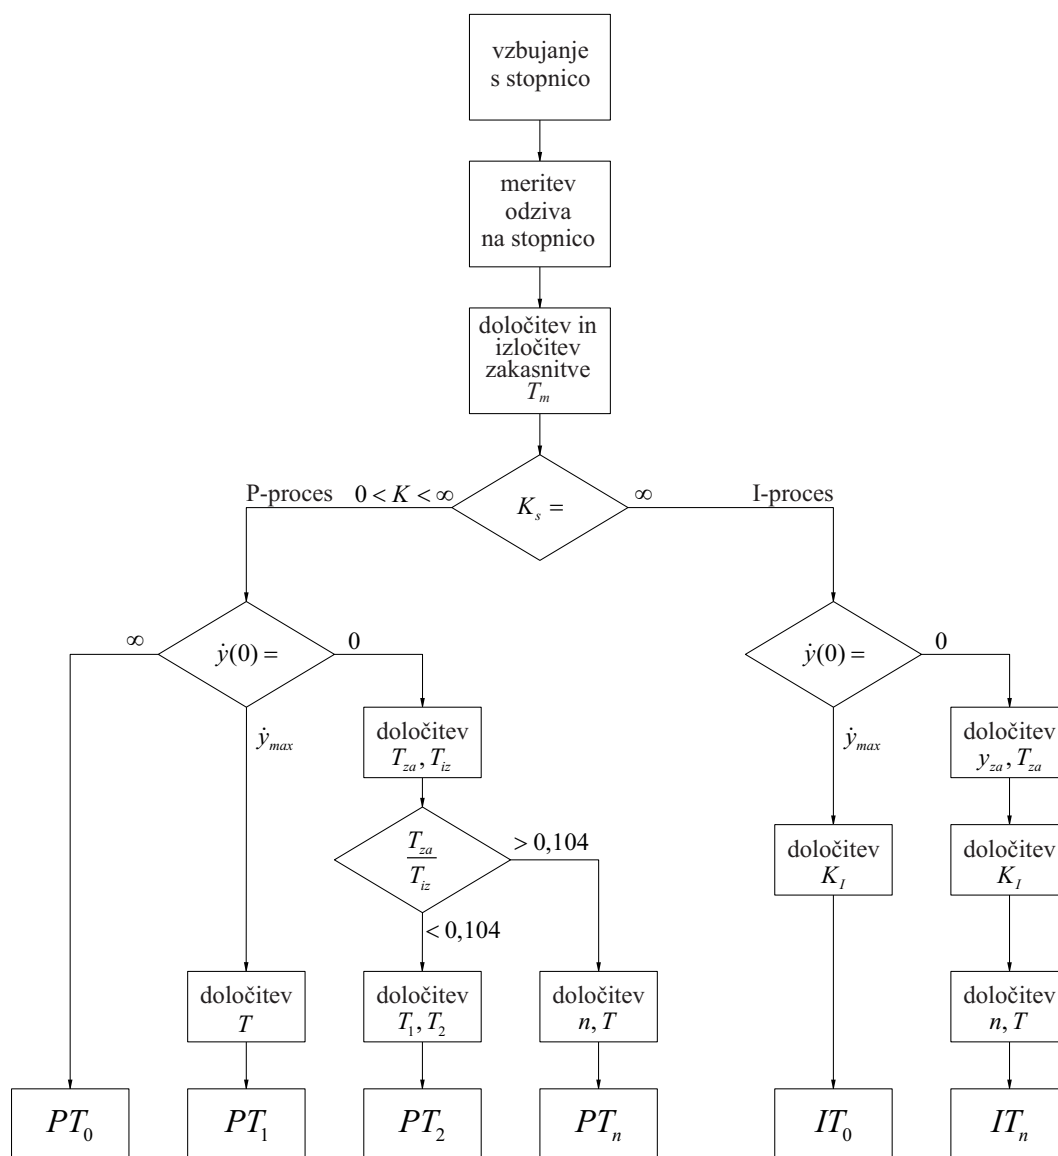 vzbujanje
s stopnico
meritev
odziva
na stopnico
določitev in
izločitev
zakasnitve
T_m
P-proces
0 < K < ∞
K_s =
∞
I-proces
∞
ẏ(0) =
0
ẏ_max
določitev
T_za, T_iz
T_za
T_iz
> 0,104
< 0,104
določitev
T
določitev
T_1, T_2
določitev
n, T
ẏ(0) =
0
ẏ_max
določitev
y_za, T_za
določitev
K_I
določitev
K_I
določitev
n, T
PT_0
PT_1
PT_2
PT_n
IT_0
IT_n